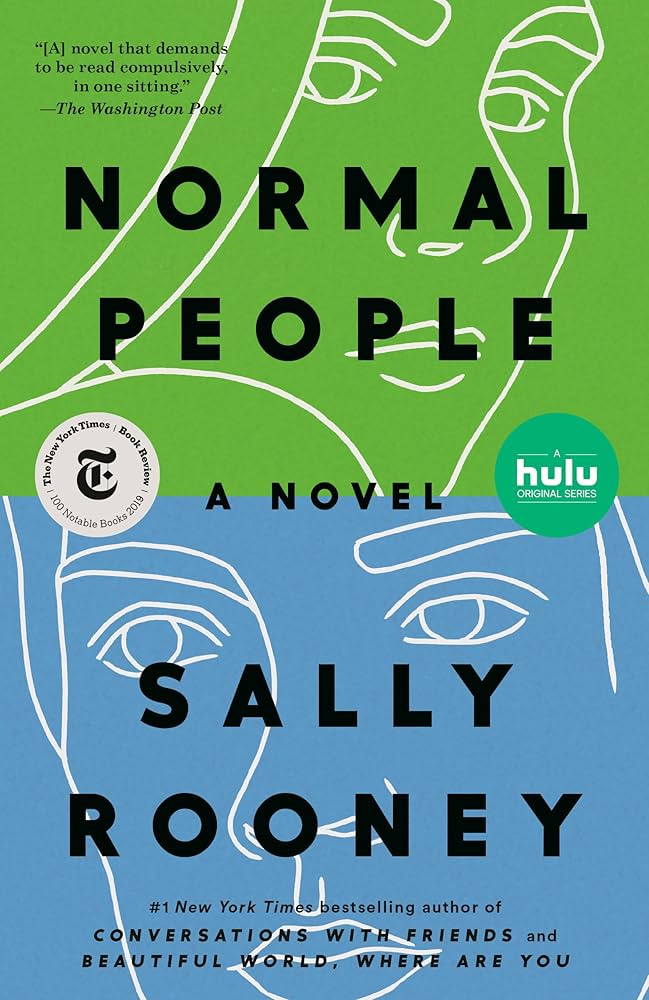 “[A] novel that demands
to be read compulsively,
in one sitting.”
—The Washington Post
NORMAL
PEOPLE
The New York Times | Book Review
T
100 Notable Books 2019
A NOVEL
A
hulu
ORIGINAL SERIES
SALLY
ROONEY
#1 New York Times bestselling author of
CONVERSATIONS WITH FRIENDS and
BEAUTIFUL WORLD, WHERE ARE YOU